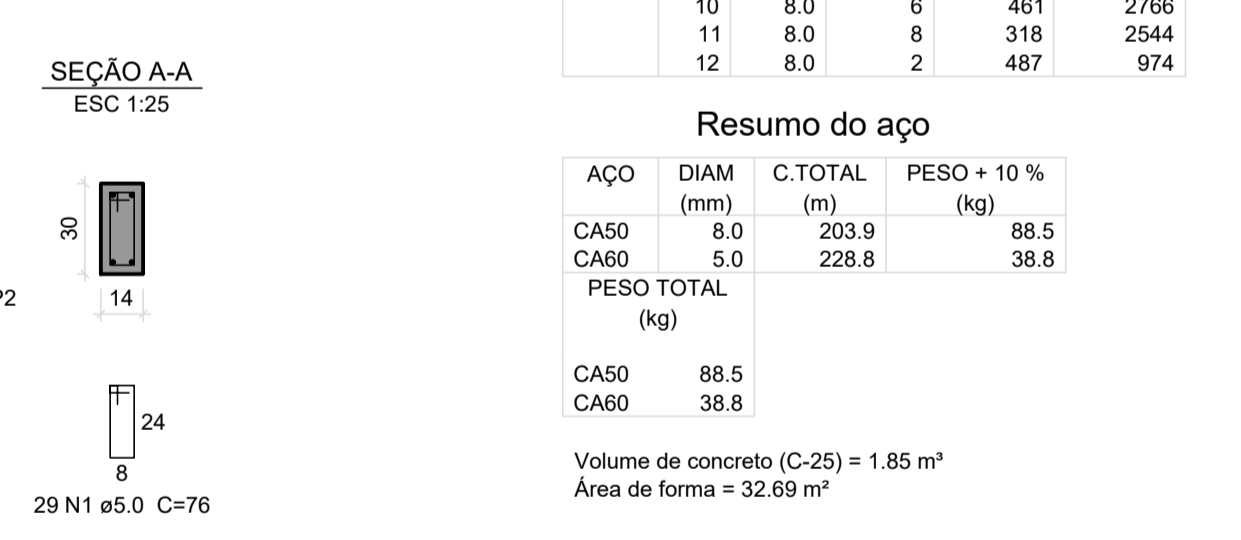 10 8.0 6 461 2766
11 8.0 8 318 2544
12 8.0 2 487 974
SEÇÃO A-A
ESC 1:25
30
14
24
8
29 N1 ø5.0 C=76
Resumo do aço
AÇO DIAM C.TOTAL PESO + 10 %
(mm) (m) (kg)
CA50 8.0 203.9 88.5
CA60 5.0 228.8 38.8
PESO TOTAL
(kg)
CA50 88.5
CA60 38.8
Volume de concreto (C-25) = 1.85 m³
Área de forma = 32.69 m²